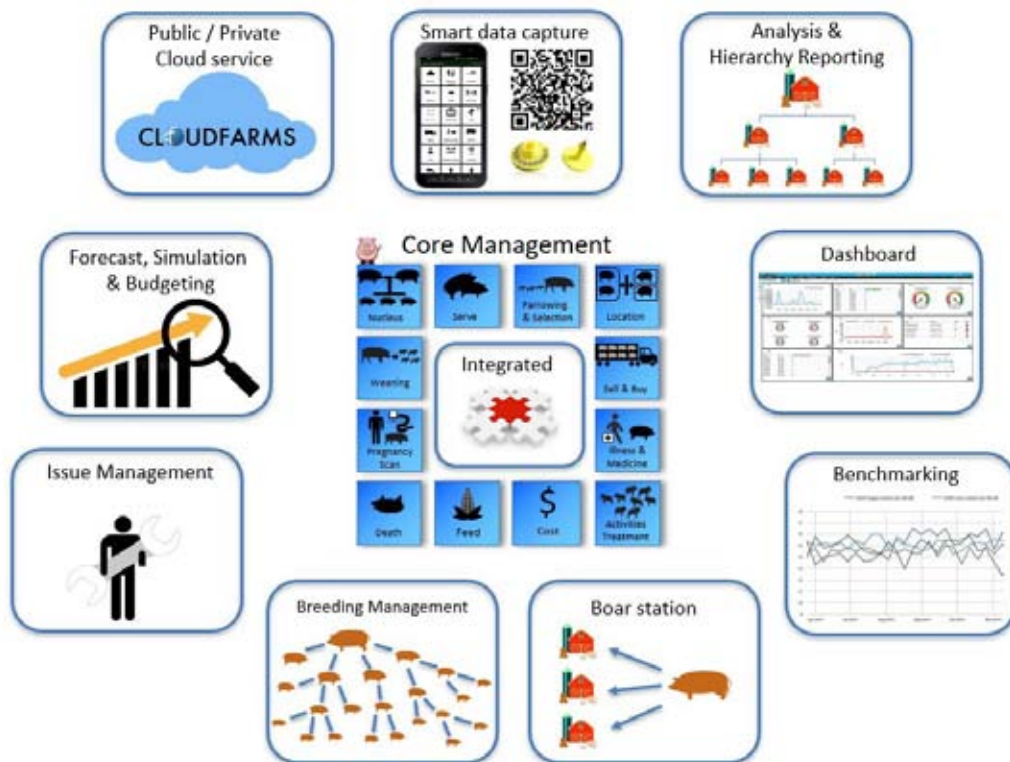 Public / Private
Cloud service
CLOUDFARMS
Smart data capture
Analysis &
Hierarchy Reporting
Forecast, Simulation
& Budgeting
Core Management
Nucleus
Serve
Farrowing
& Selection
Location
Weaning
Integrated
Sell & Buy
Pregnancy
Scan
Illness &
Medicine
Death
Feed
$
Cost
Activities
Treatment
Dashboard
Issue Management
Benchmarking
Breeding Management
Boar station